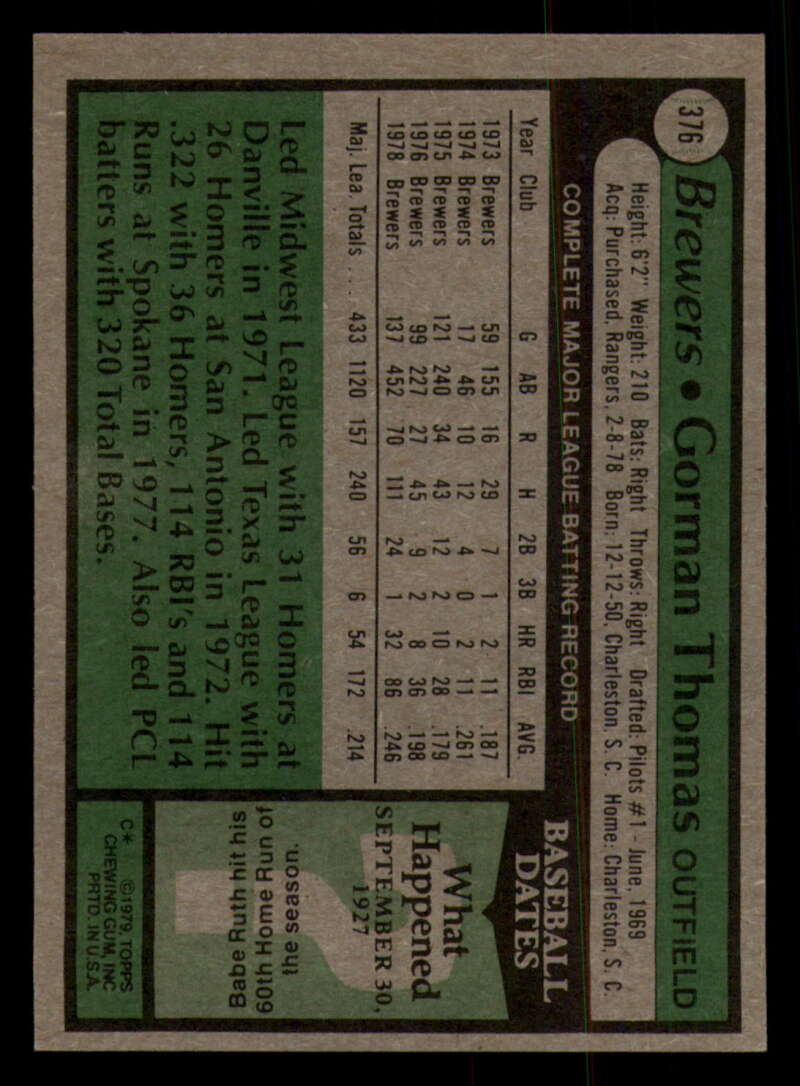 376
Brewers • Gorman Thomas OUTFIELD
Height: 6'2" Weight: 210 Bats: Right Throws: Right Drafted: Pilots #1 - June, 1969
Acq: Purchased, Rangers, 2-8-78 Born: 12-12-50, Charleston, S. C. Home: Charleston, S. C.
COMPLETE MAJOR LEAGUE BATTING RECORD
Year Club G AB R H 2B 3B HR RBI AVG.
1973 Brewers 59 155 16 29 7 1 2 11 .187
1974 Brewers 17 46 10 12 4 0 2 11 .261
1975 Brewers 121 240 34 43 12 2 10 28 .179
1976 Brewers 99 227 27 45 9 2 8 36 .198
1978 Brewers 137 452 70 111 24 1 32 86 .246
Maj. Lea. Totals .... 433 1120 157 240 56 6 54 172 .214
Led Midwest League with 31 Homers at
Danville in 1971. Led Texas League with
26 Homers at San Antonio in 1972. Hit
.322 with 36 Homers, 114 RBI's and 114
Runs at Spokane in 1977. Also led PCL
batters with 320 Total Bases.
BASEBALL
DATES
What
Happened
SEPTEMBER 30,
1927
Babe Ruth hit his
60th Home Run of
the season.
C* ©1979, TOPPS
CHEWING GUM, INC
PRTD. IN U.S.A.